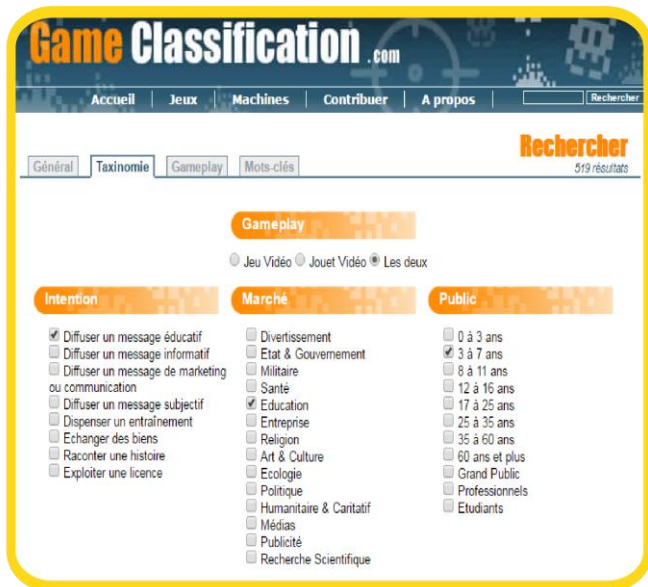 Game Classification .com
Accueil | Jeux | Machines | Contribuer | A propos | Rechercher
Rechercher
519 résultats
Général Taxinomie Gameplay Mots-clés
Gameplay
Jeu Vidéo Jouet Vidéo Les deux
Intention
Diffuser un message éducatif
Diffuser un message informatif
Diffuser un message de marketing
ou communication
Diffuser un message subjectif
Dispenser un entraînement
Echanger des biens
Raconter une histoire
Exploiter une licence
Marché
Divertissement
Etat & Gouvernement
Militaire
Santé
Education
Entreprise
Religion
Art & Culture
Ecologie
Politique
Humanitaire & Caritatif
Médias
Publicité
Recherche Scientifique
Public
0 à 3 ans
3 à 7 ans
8 à 11 ans
12 à 16 ans
17 à 25 ans
25 à 35 ans
35 à 60 ans
60 ans et plus
Grand Public
Professionnels
Etudiants